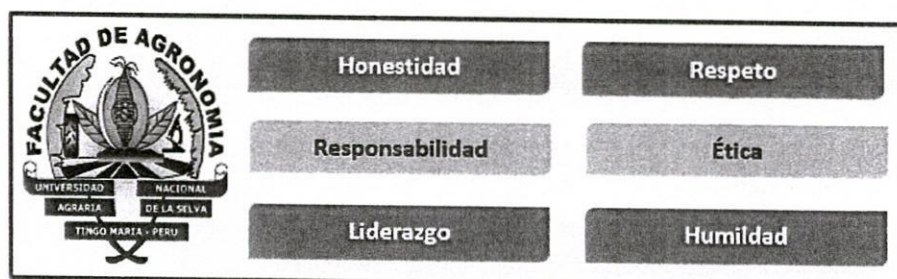 FACULTAD DE AGRONOMIA
UNIVERSIDAD NACIONAL
AGRARIA DE LA SELVA
TINGO MARIA - PERU
Honestidad
Respeto
Responsabilidad
Ética
Liderazgo
Humildad